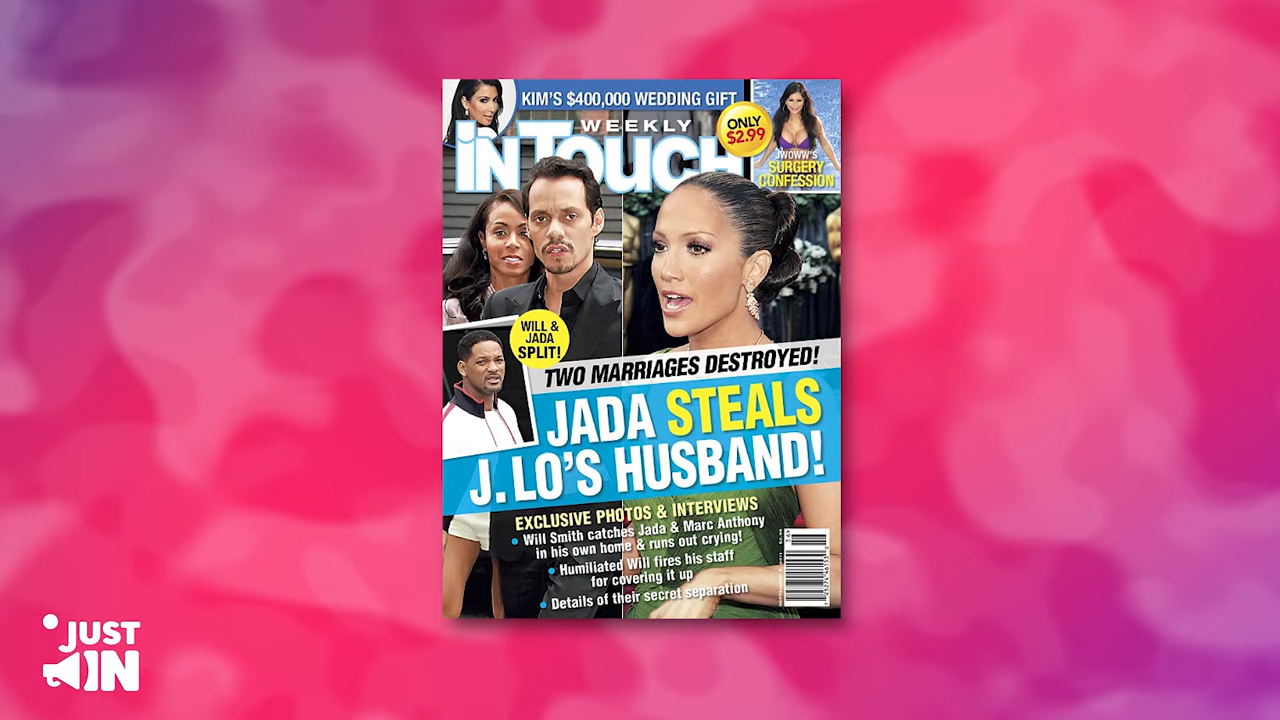 KIM'S $400,000 WEDDING GIFT
WEEKLY
INTOUCH
ONLY
$2.99
JWOWW'S
SURGERY
CONFESSION
WILL &
JADA
SPLIT!
TWO MARRIAGES DESTROYED!
JADA STEALS
J.LO'S HUSBAND!
EXCLUSIVE PHOTOS & INTERVIEWS
• Will Smith catches Jada & Marc Anthony
in his own home & runs out crying!
• Humiliated Will fires his staff
for covering it up
• Details of their secret separation
JUST
IN